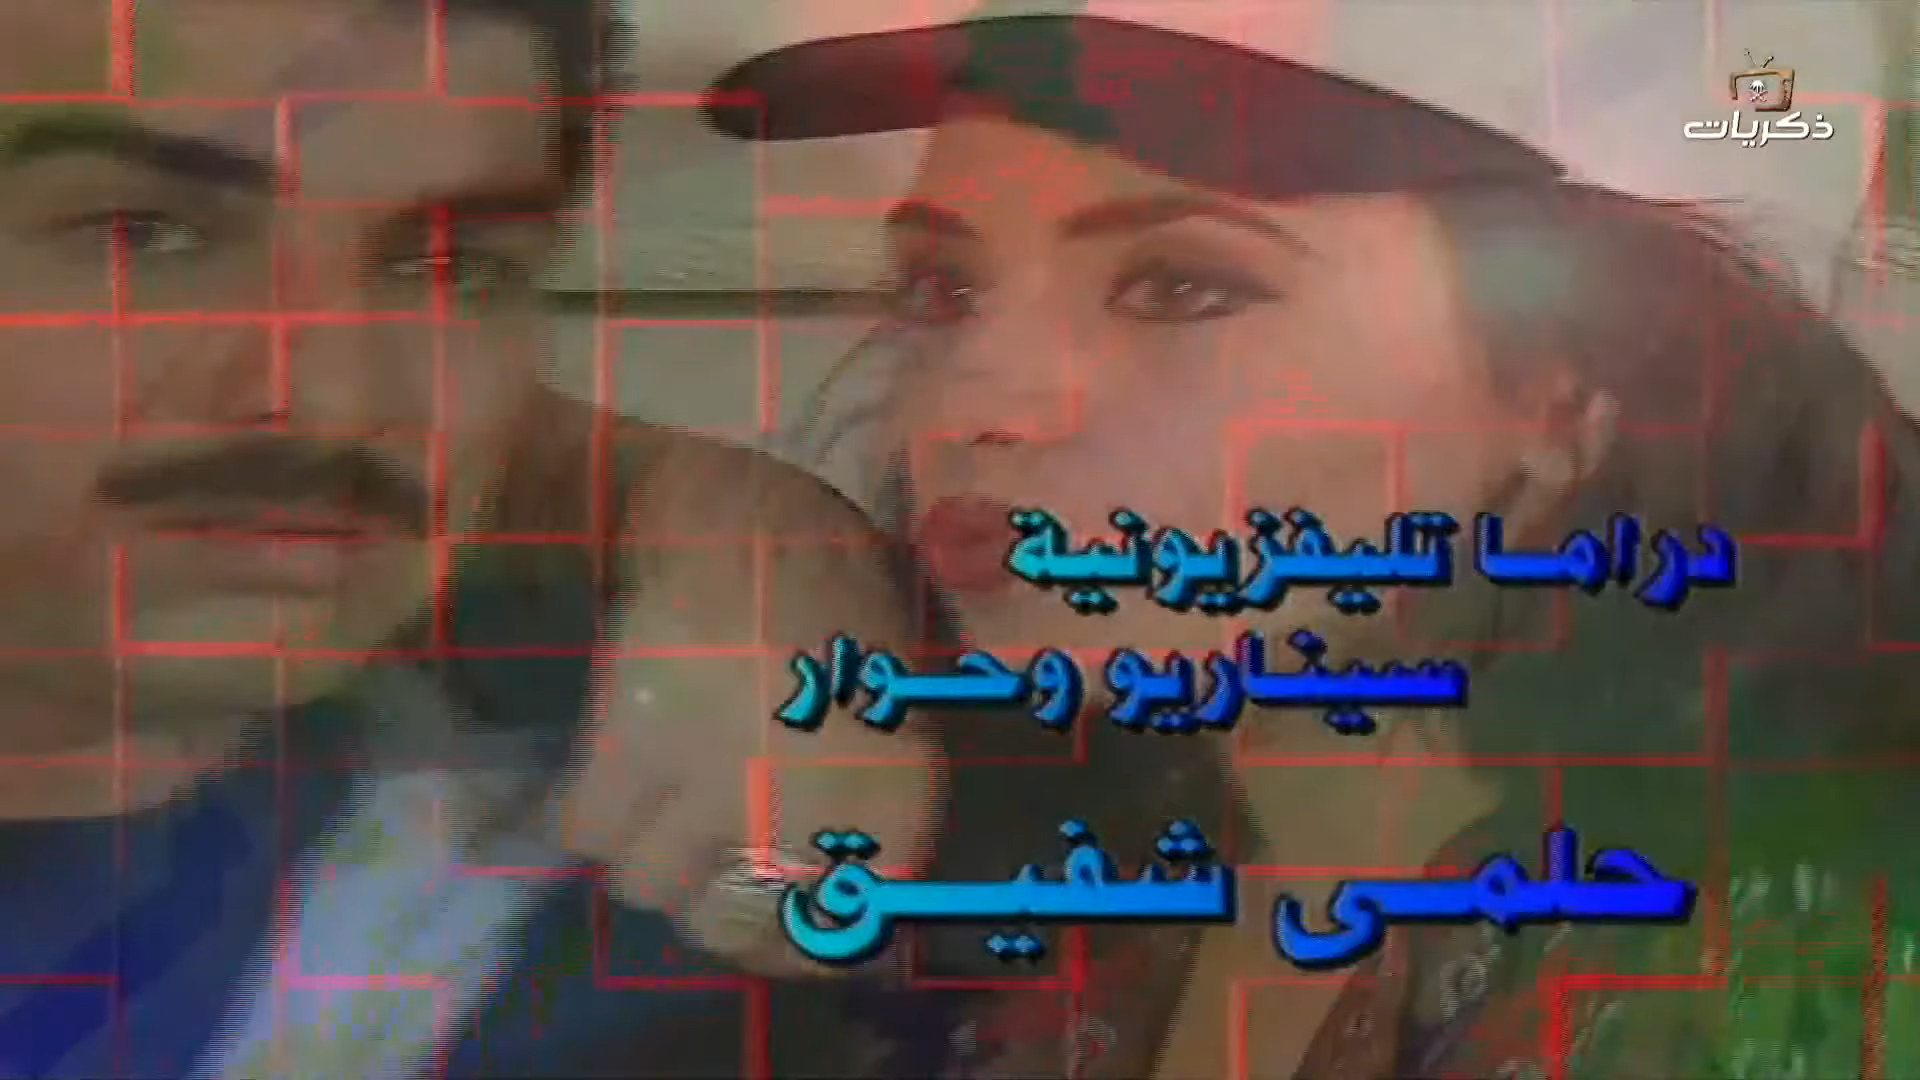 ذكريات
دراما تليفزيونية
سيناريو وحوار
حلمى شفيق